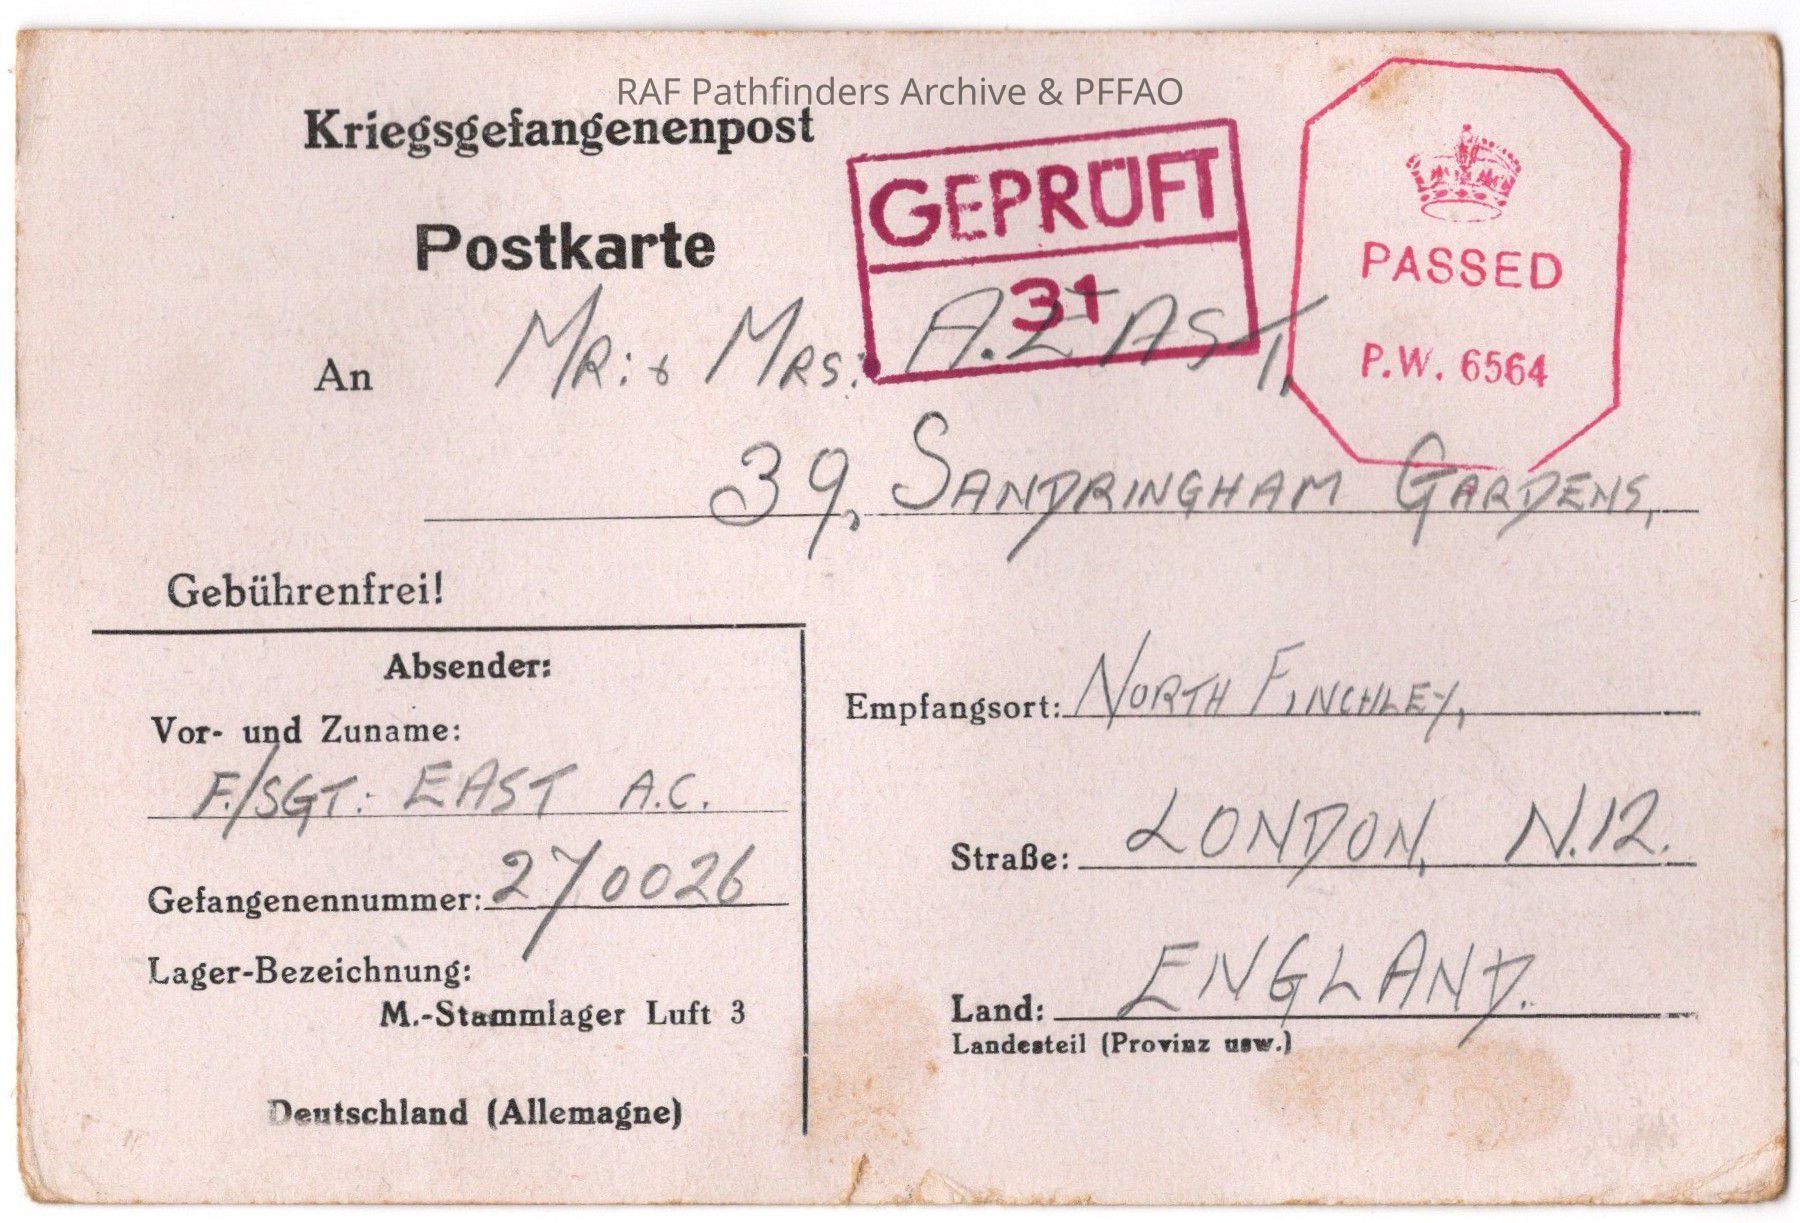 RAF Pathfinders Archive & PFFAO
Kriegsgefangenenpost
Postkarte
GEPRÜFT
31
PASSED
P.W. 6564
An Mr: & Mrs: A. EAST,
39, SANDRINGHAM GARDENS,
Gebührenfrei!
Absender:
Vor- und Zuname:
F./SGT: EAST A.C.
Gefangenennummer: 270026
Lager-Bezeichnung:
M.-Stammlager Luft 3
Deutschland (Allemagne)
Empfangsort: NORTH FINCHLEY,
Straße: LONDON, N.12.
Land: ENGLAND.
Landesteil (Provinz usw.)